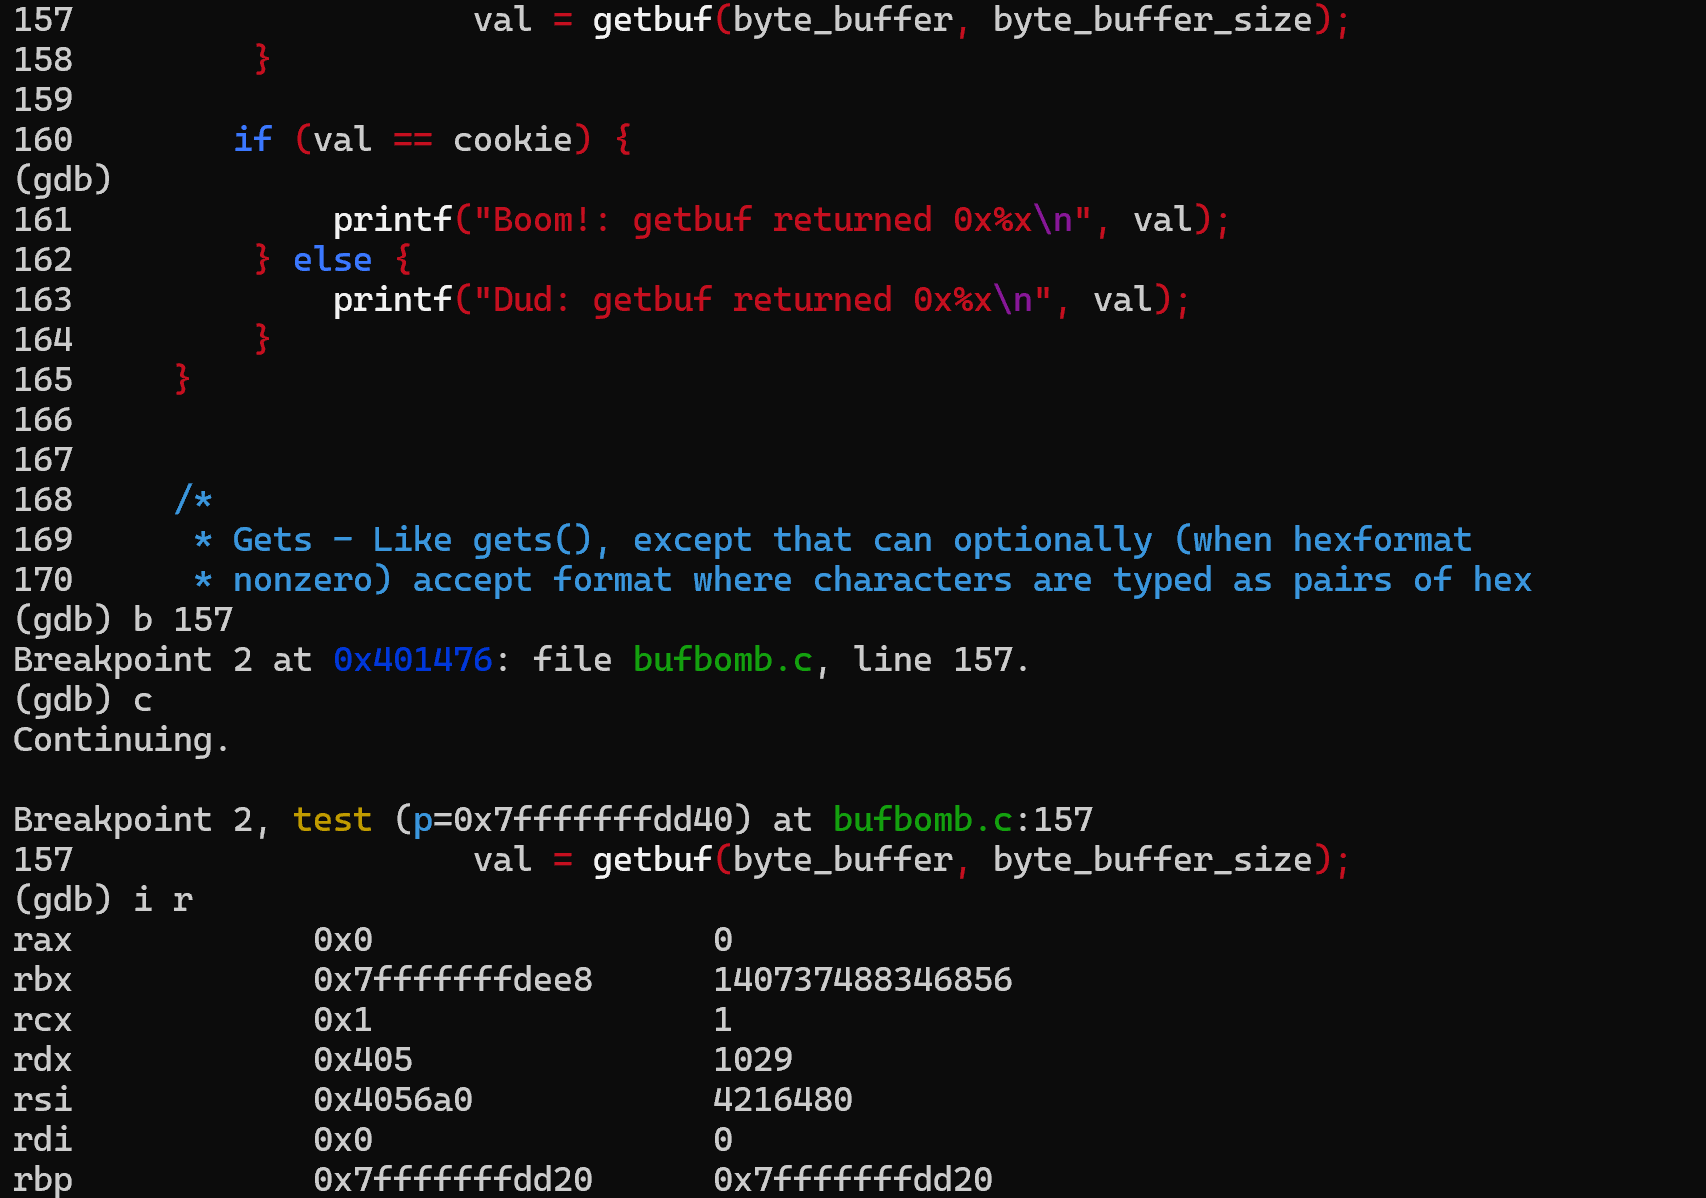 157                    val = getbuf(byte_buffer, byte_buffer_size);
158         }
159
160        if (val == cookie) {
(gdb)
161             printf("Boom!: getbuf returned 0x%x\n", val);
162         } else {
163             printf("Dud: getbuf returned 0x%x\n", val);
164         }
165     }
166
167
168     /*
169      * Gets - Like gets(), except that can optionally (when hexformat
170      * nonzero) accept format where characters are typed as pairs of hex
(gdb) b 157
Breakpoint 2 at 0x401476: file bufbomb.c, line 157.
(gdb) c
Continuing.

Breakpoint 2, test (p=0x7fffffffdd40) at bufbomb.c:157
157                    val = getbuf(byte_buffer, byte_buffer_size);
(gdb) i r
rax            0x0                 0
rbx            0x7fffffffdee8      140737488346856
rcx            0x1                 1
rdx            0x405               1029
rsi            0x4056a0            4216480
rdi            0x0                 0
rbp            0x7fffffffdd20      0x7fffffffdd20